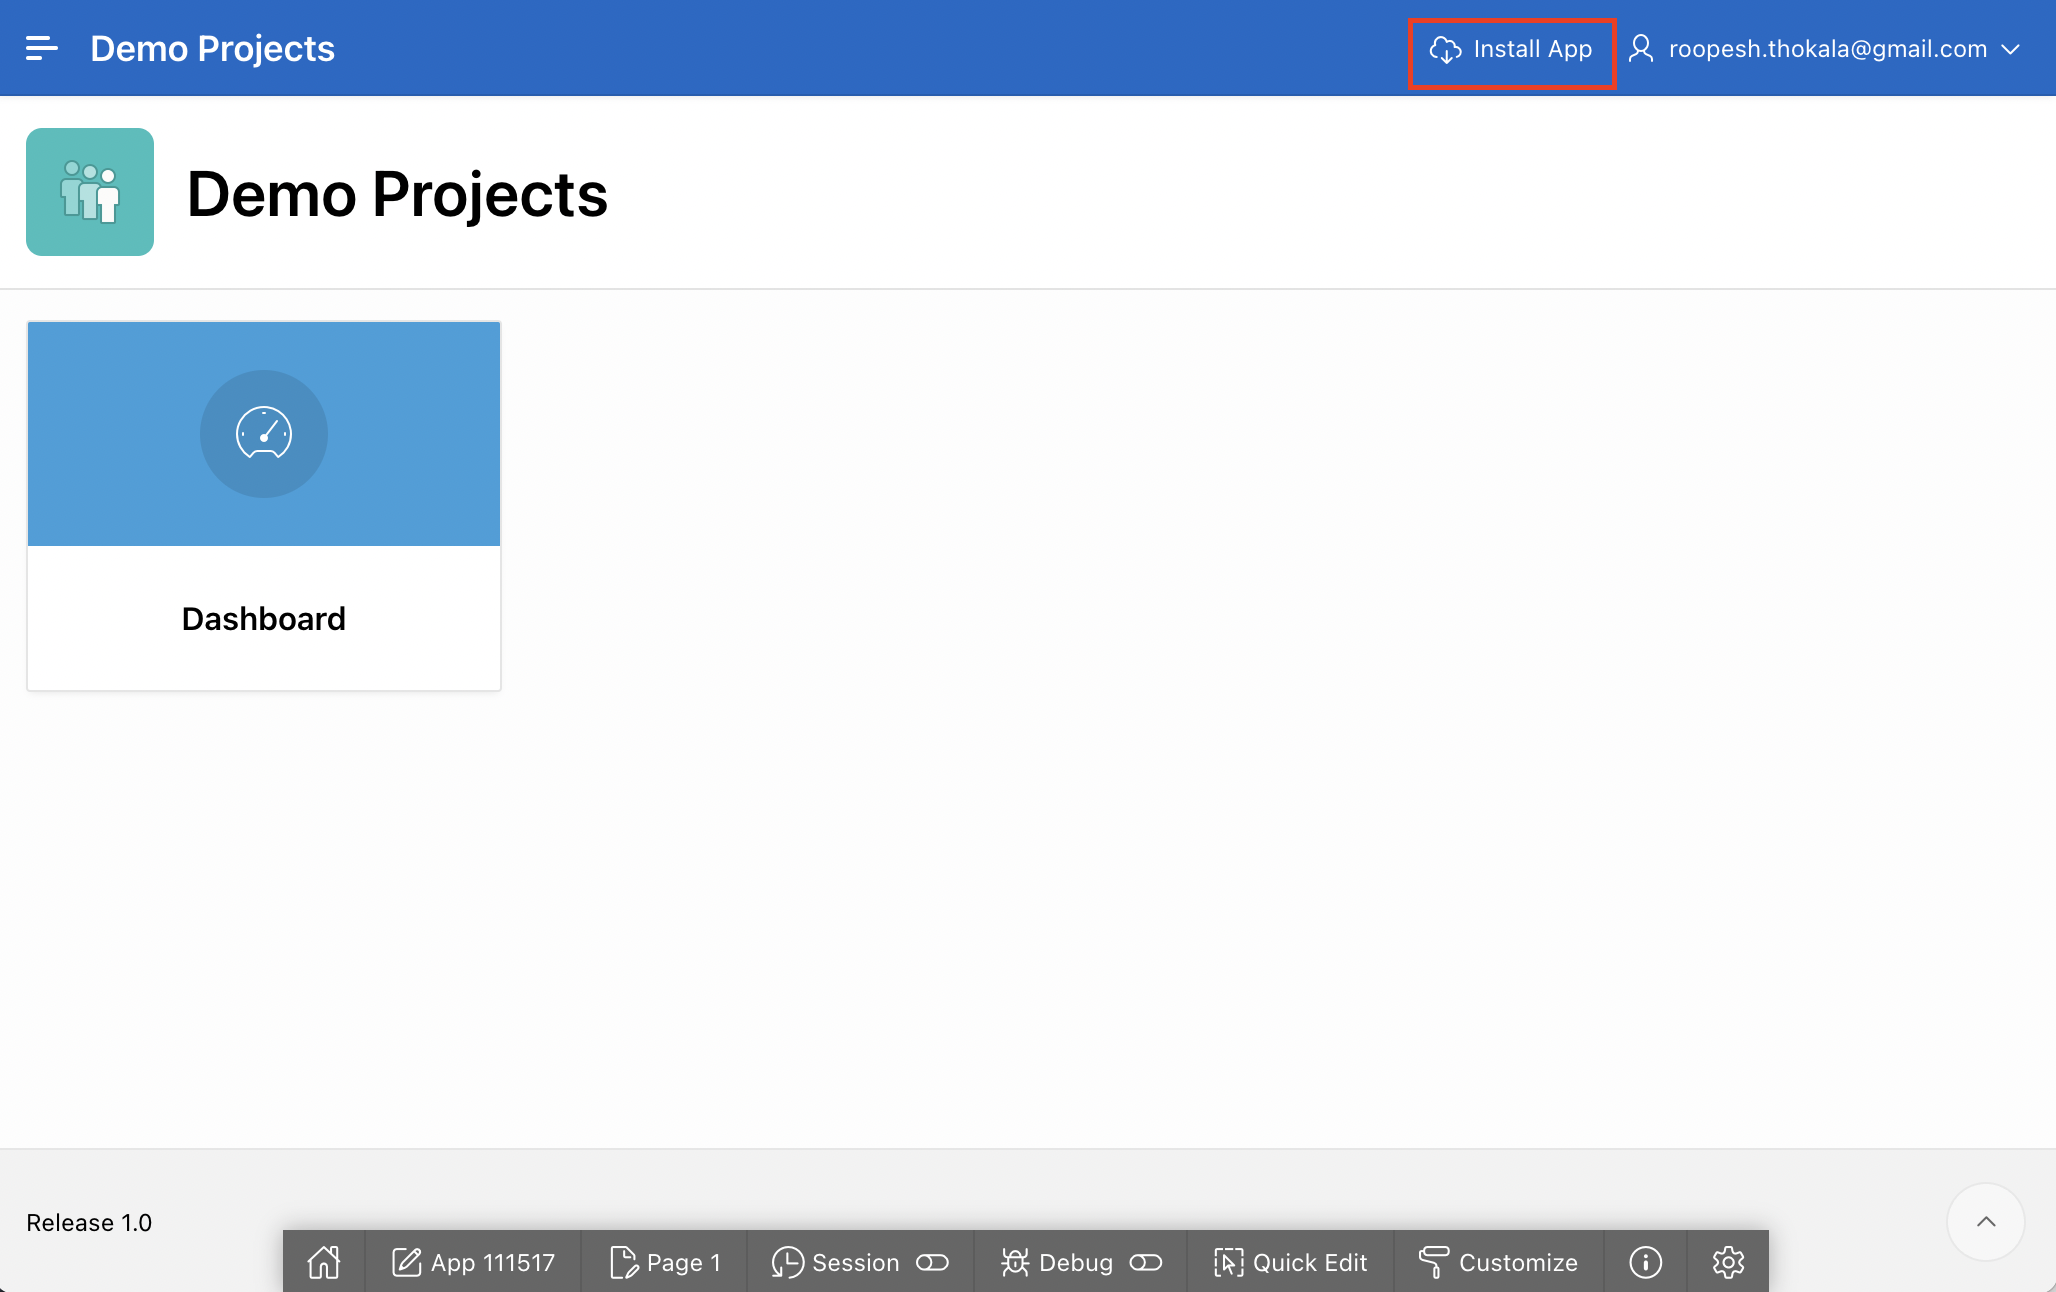 Demo Projects
Install App
roopesh.thokala@gmail.com
Demo Projects
Dashboard
Release 1.0
App 111517
Page 1
Session
Debug
Quick Edit
Customize